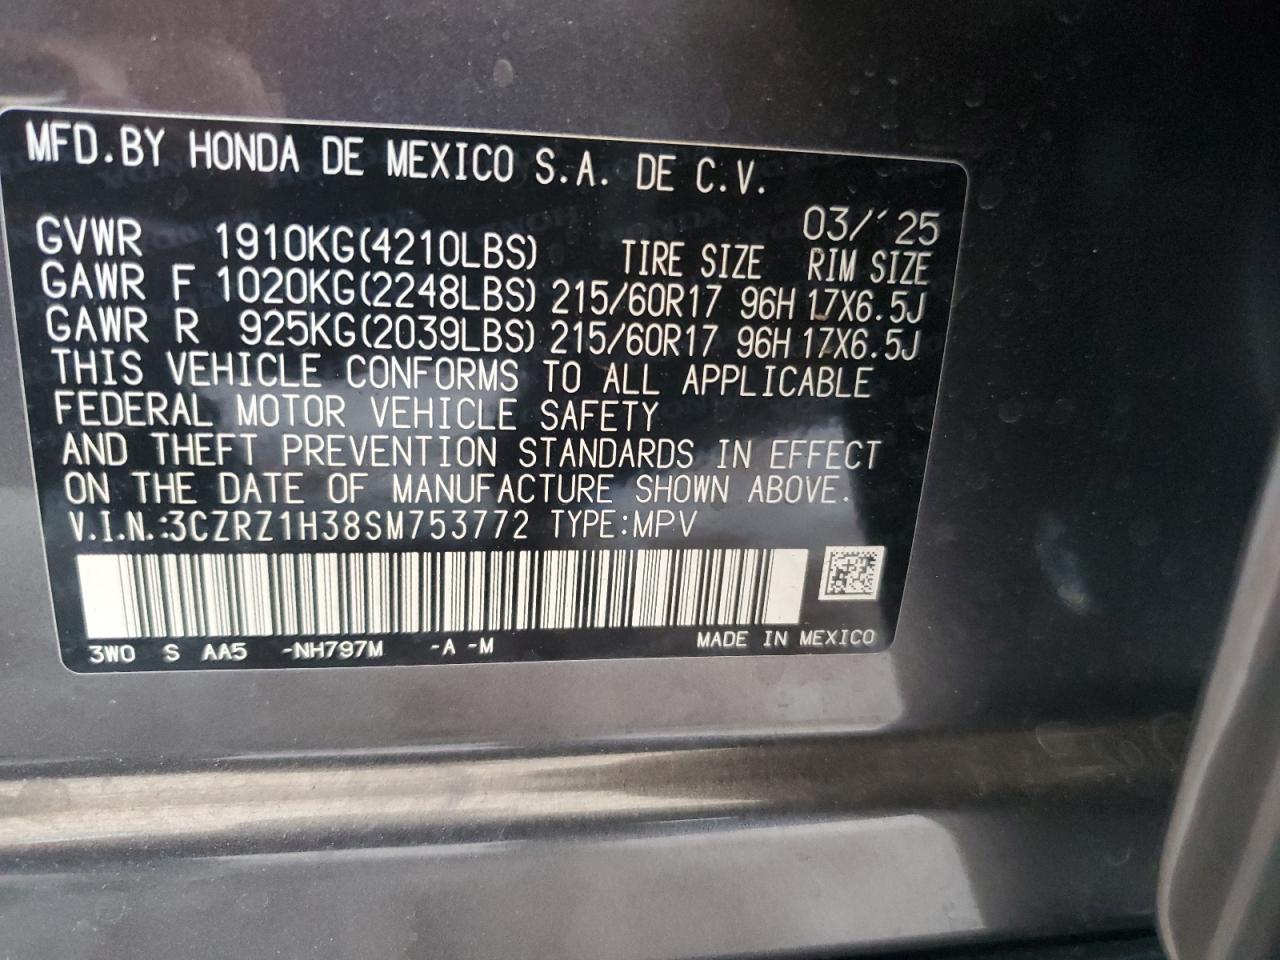 MFD.BY HONDA DE MEXICO S.A. DE C.V.
03/'25
GVWR 1910KG(4210LBS) TIRE SIZE RIM SIZE
GAWR F 1020KG(2248LBS) 215/60R17 96H 17X6.5J
GAWR R 925KG(2039LBS) 215/60R17 96H 17X6.5J
THIS VEHICLE CONFORMS TO ALL APPLICABLE
FEDERAL MOTOR VEHICLE SAFETY
AND THEFT PREVENTION STANDARDS IN EFFECT
ON THE DATE OF MANUFACTURE SHOWN ABOVE.
V.I.N.:3CZRZ1H38SM753772 TYPE:MPV
3W0 S AA5 -NH797M -A -M MADE IN MEXICO